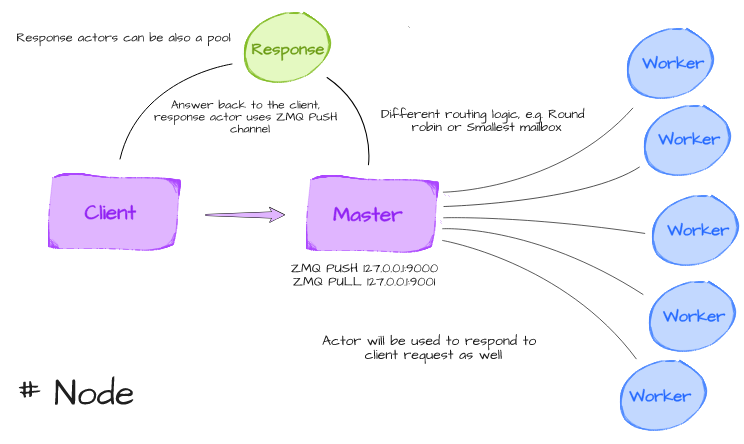 Response actors can be also a pool
Response
Worker
Answer back to the client,
response actor uses ZMQ PUSH
channel
Different routing logic, e.g. Round
robin or Smallest mailbox
Worker
Client
Master
Worker
ZMQ PUSH 127.0.0.1:9000
ZMQ PULL 127.0.0.1:9001
Worker
Actor will be used to respond to
client request as well
Worker
# Node